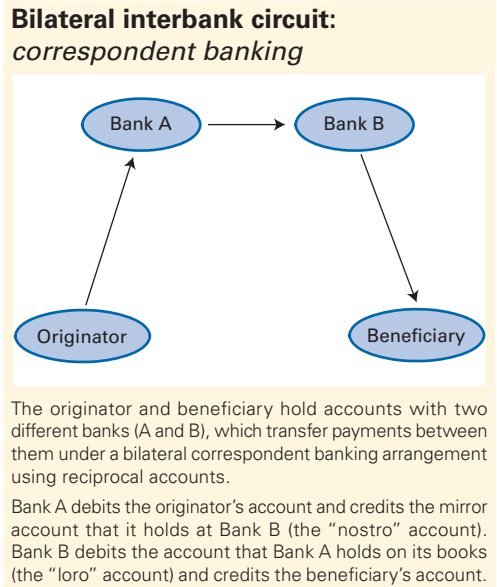 Bilateral interbank circuit:
correspondent banking
Bank A
Bank B
Originator
Beneficiary
The originator and beneficiary hold accounts with two
different banks (A and B), which transfer payments between
them under a bilateral correspondent banking arrangement
using reciprocal accounts.
Bank A debits the originator's account and credits the mirror
account that it holds at Bank B (the “nostro” account).
Bank B debits the account that Bank A holds on its books
(the “loro” account) and credits the beneficiary's account.